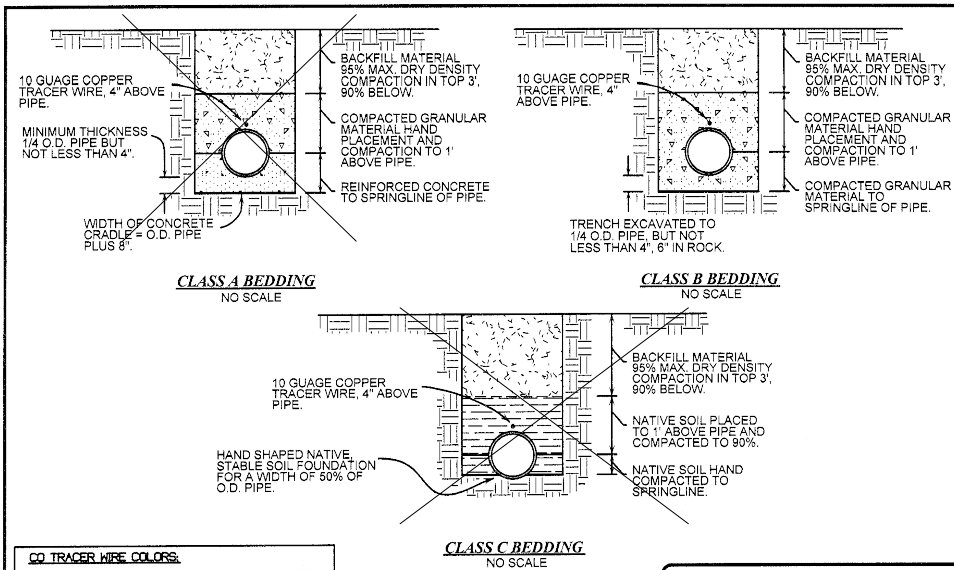 10 GUAGE COPPER
TRACER WIRE, 4" ABOVE
PIPE.
MINIMUM THICKNESS
1/4 O.D. PIPE BUT
NOT LESS THAN 4".
WIDTH OF CONCRETE
CRADLE = O.D. PIPE
PLUS 8".
BACKFILL MATERIAL
95% MAX. DRY DENSITY
COMPACTION IN TOP 3',
90% BELOW.
COMPACTED GRANULAR
MATERIAL HAND
PLACEMENT AND
COMPACTION TO 1'
ABOVE PIPE.
REINFORCED CONCRETE
TO SPRINGLINE OF PIPE.
CLASS A BEDDING
NO SCALE
10 GUAGE COPPER
TRACER WIRE, 4"
ABOVE PIPE.
TRENCH EXCAVATED TO
1/4 O.D. PIPE, BUT NOT
LESS THAN 4", 6" IN ROCK.
BACKFILL MATERIAL
95% MAX. DRY DENSITY
COMPACTION IN TOP 3',
90% BELOW.
COMPACTED GRANULAR
MATERIAL HAND
PLACEMENT AND
COMPACTION TO 1'
ABOVE PIPE.
COMPACTED GRANULAR
MATERIAL TO
SPRINGLINE OF PIPE.
CLASS B BEDDING
NO SCALE
10 GUAGE COPPER
TRACER WIRE, 4" ABOVE
PIPE.
HAND SHAPED NATIVE,
STABLE SOIL FOUNDATION
FOR A WIDTH OF 50% OF
O.D. PIPE.
BACKFILL MATERIAL
95% MAX. DRY DENSITY
COMPACTION IN TOP 3',
90% BELOW.
NATIVE SOIL PLACED
TO 1' ABOVE PIPE AND
COMPACTED TO 90%.
NATIVE SOIL HAND
COMPACTED TO
SPRINGLINE.
CLASS C BEDDING
NO SCALE
CO TRACER WIRE COLORS: